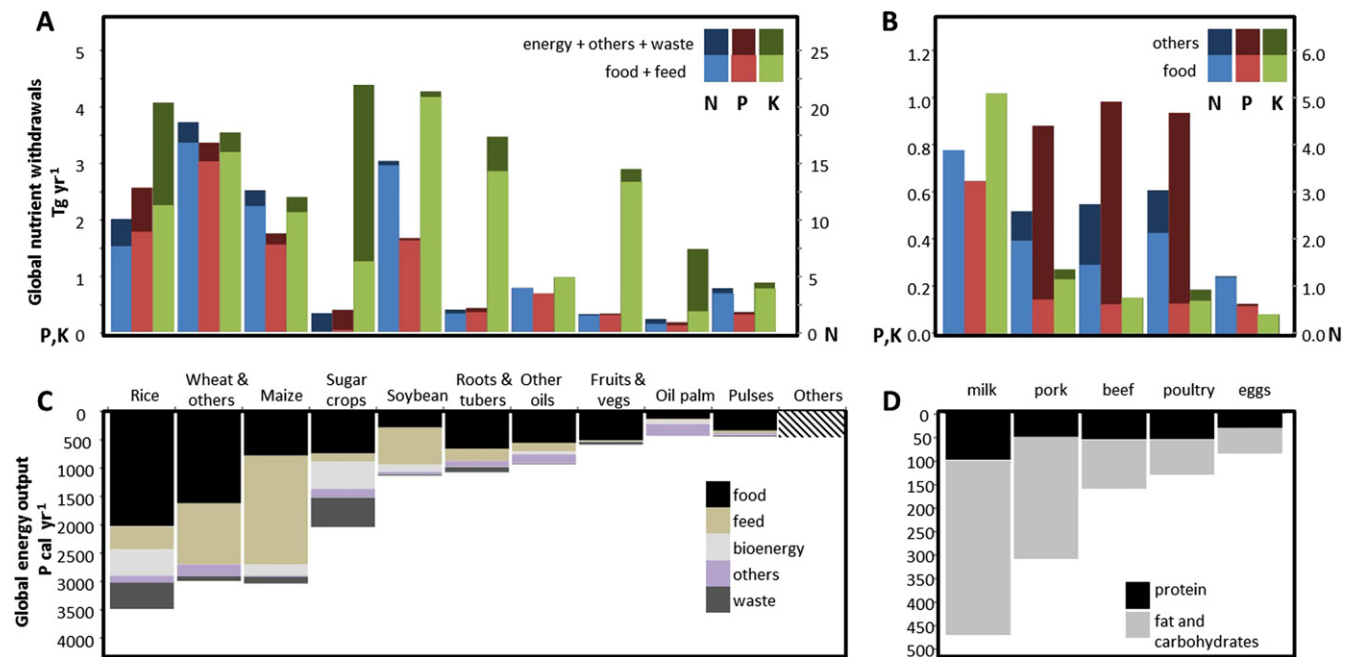 A
5
4
3
2
1
0
P,K
Global nutrient withdrawals
Tg yr-1
energy + others + waste
food + feed
N P K
25
20
15
10
5
0 N
B
1.2
1.0
0.8
0.6
0.4
0.2
0.0
P,K
others
food
N P K
6.0
5.0
4.0
3.0
2.0
1.0
0.0 N
C
Rice
Wheat &
others
Maize
Sugar
crops
Soybean
Roots &
tubers
Other
oils
Fruits &
vegs
Oil palm
Pulses
Others
0
500
1000
1500
2000
2500
3000
3500
4000
Global energy output
P cal yr-1
food
feed
bioenergy
others
waste
D
milk
pork
beef
poultry
eggs
0
50
100
150
200
250
300
350
400
450
500
protein
fat and
carbohydrates